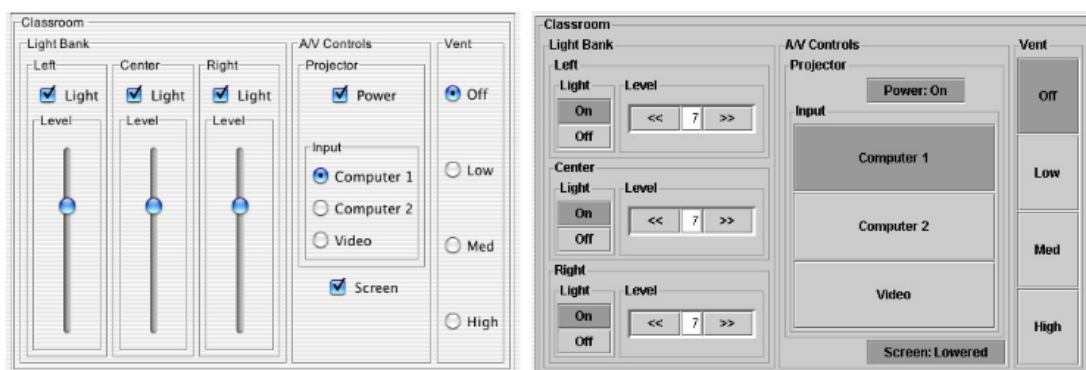 Classroom
Light Bank
A/V Controls
Vent
Left
Center
Right
Projector
Light
Light
Light
Power
Off
Level
Level
Level
Input
Computer 1
Low
Computer 2
Video
Med
Screen
High
Classroom
Light Bank
A/V Controls
Vent
Left
Projector
Light
Level
Power: On
Off
On
<< 7 >>
Input
Off
Computer 1
Center
Light
Level
Low
On
<< 7 >>
Computer 2
Off
Med
Right
Light
Level
Video
On
<< 7 >>
High
Off
Screen: Lowered